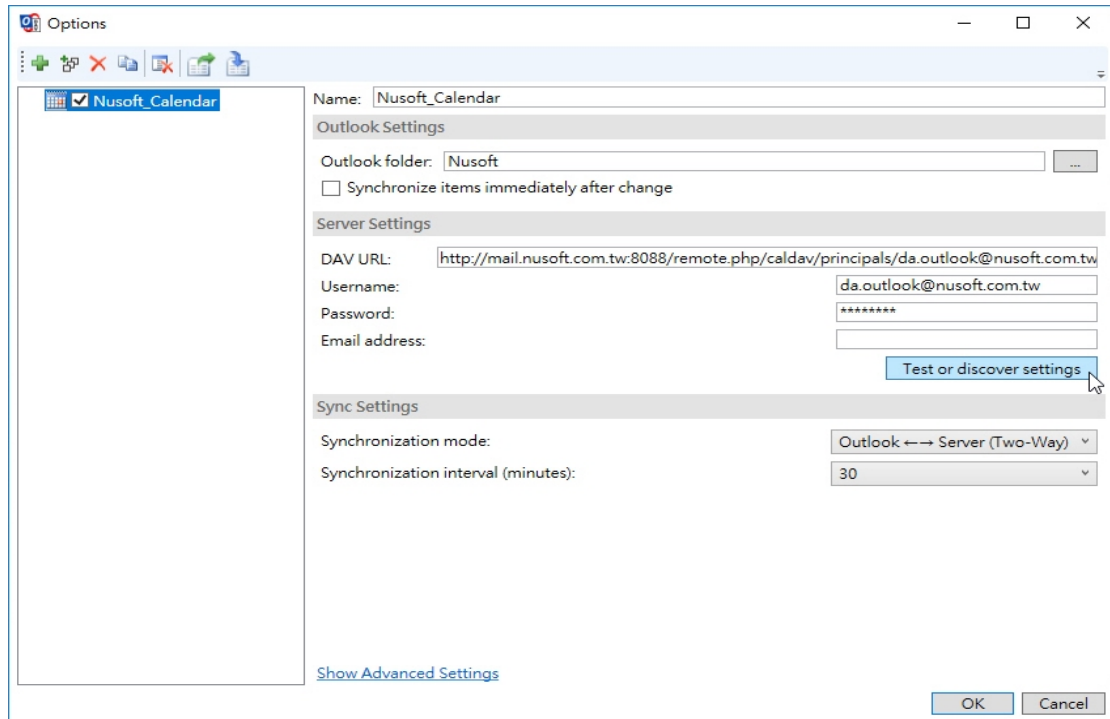 Options
Nusoft_Calendar
Name: Nusoft_Calendar
Outlook Settings
Outlook folder: Nusoft ...
Synchronize items immediately after change
Server Settings
DAV URL: http://mail.nusoft.com.tw:8088/remote.php/caldav/principals/da.outlook@nusoft.com.tw
Username: da.outlook@nusoft.com.tw
Password: ********
Email address:
Test or discover settings
Sync Settings
Synchronization mode: Outlook ←→ Server (Two-Way)
Synchronization interval (minutes): 30
Show Advanced Settings
OK Cancel